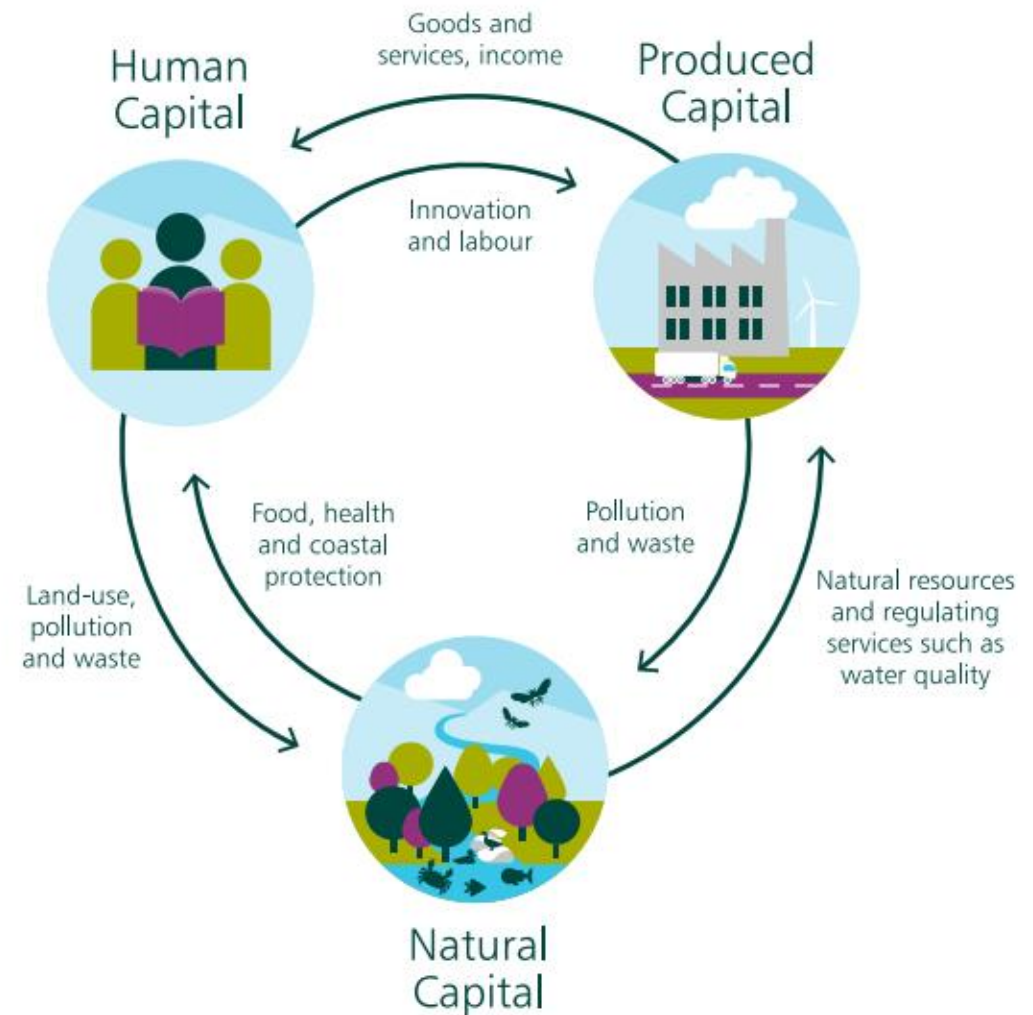 Goods and
services, income
Human
Capital
Produced
Capital
Innovation
and labour
Food, health
and coastal
protection
Pollution
and waste
Land-use,
pollution
and waste
Natural resources
and regulating
services such as
water quality
Natural
Capital